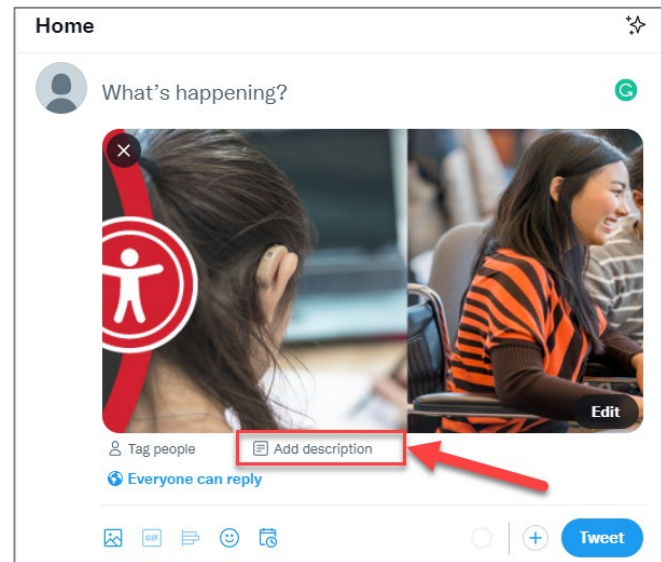 Home
What's happening?
Edit
Tag people
Add description
Everyone can reply
GIF
Tweet